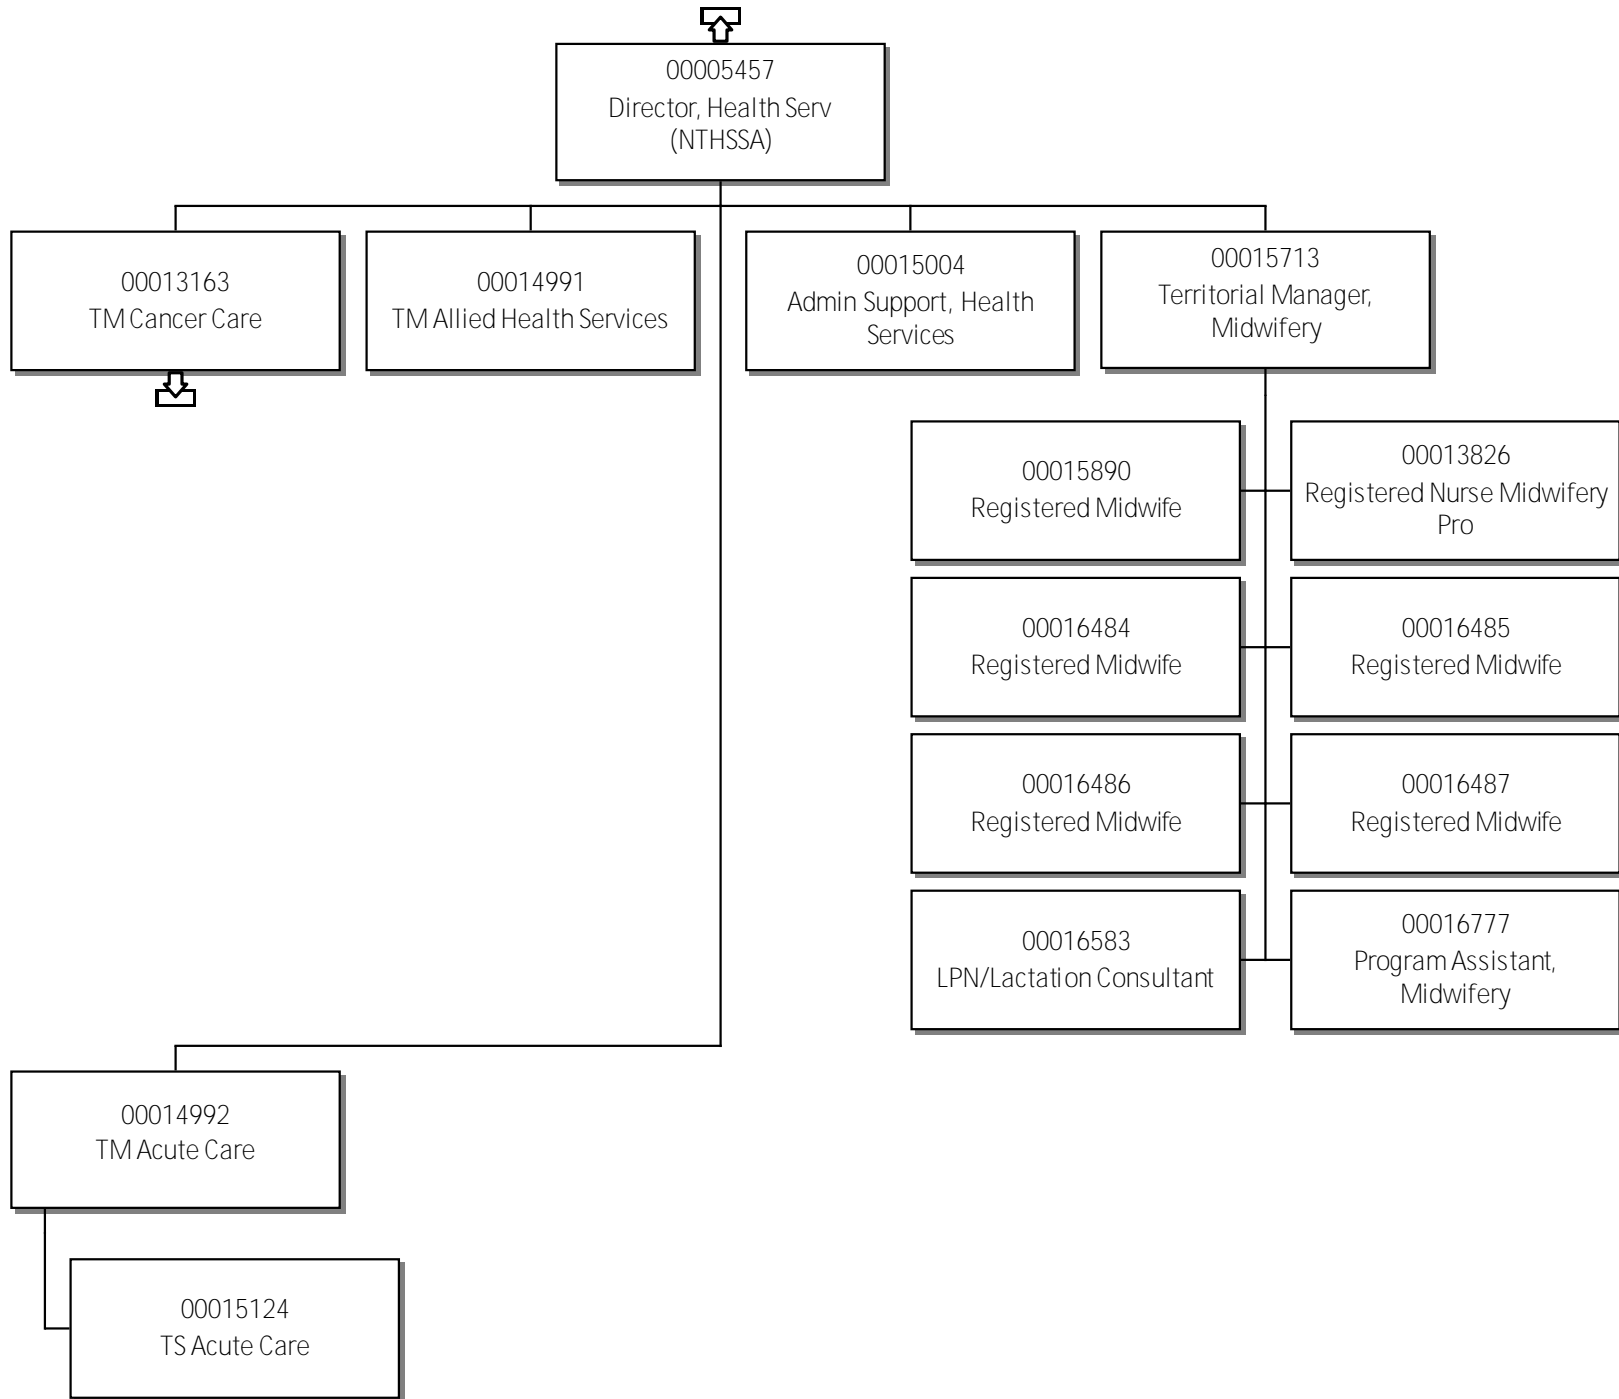 00005457
Director, Health Serv
(NTHSSA)
00013163
TM Cancer Care
00014991
TM Allied Health Services
00015004
Admin Support, Health
Services
00015713
Territorial Manager,
Midwifery
00015890
Registered Midwife
00013826
Registered Nurse Midwifery
Pro
00016484
Registered Midwife
00016485
Registered Midwife
00016486
Registered Midwife
00016487
Registered Midwife
00016583
LPN/Lactation Consultant
00016777
Program Assistant,
Midwifery
00014992
TM Acute Care
00015124
TS Acute Care